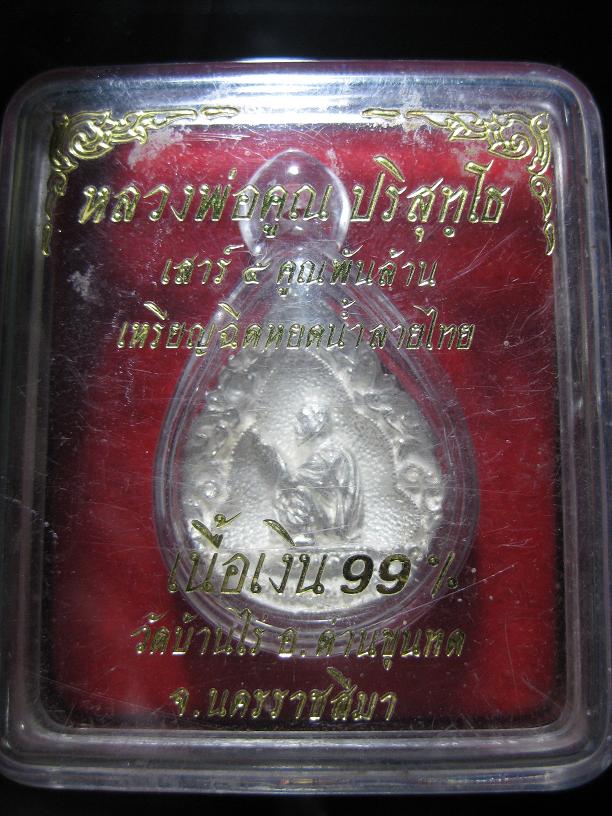 หลวงพ่อคูณ ปริสุทฺโธ
เสาร์ ๕ คูณพันล้าน
เหรียญฉีดหยดน้ำลายไทย
เนื้อเงิน 99 %
วัดบ้านไร่ อ.ด่านขุนทด
จ.นครราชสีมา